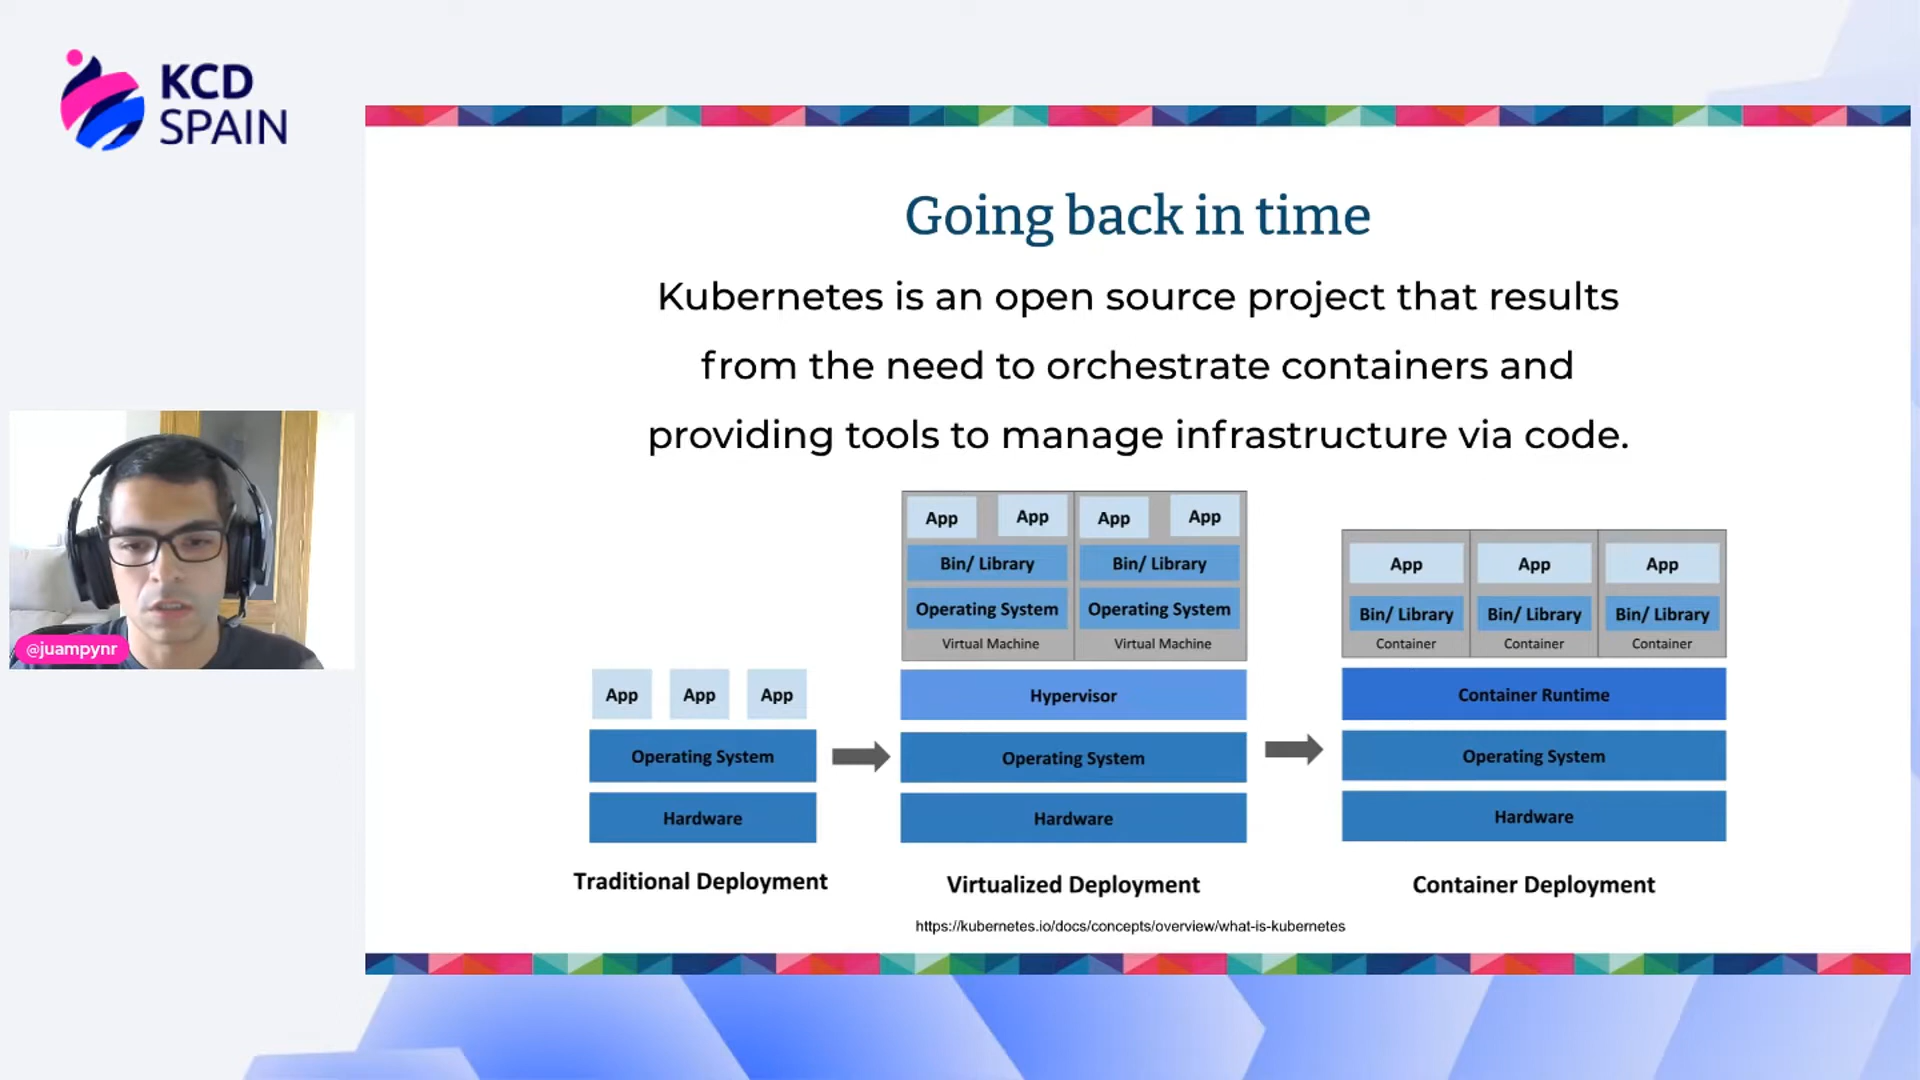 KCD
SPAIN
Going back in time
Kubernetes is an open source project that results
from the need to orchestrate containers and
providing tools to manage infrastructure via code.
@juampynr
App App App
Operating System
Hardware
Traditional Deployment
App App App App
Bin/ Library Bin/ Library
Operating System Operating System
Virtual Machine Virtual Machine
Hypervisor
Operating System
Hardware
Virtualized Deployment
App App App
Bin/ Library Bin/ Library Bin/ Library
Container Container Container
Container Runtime
Operating System
Hardware
Container Deployment
https://kubernetes.io/docs/concepts/overview/what-is-kubernetes